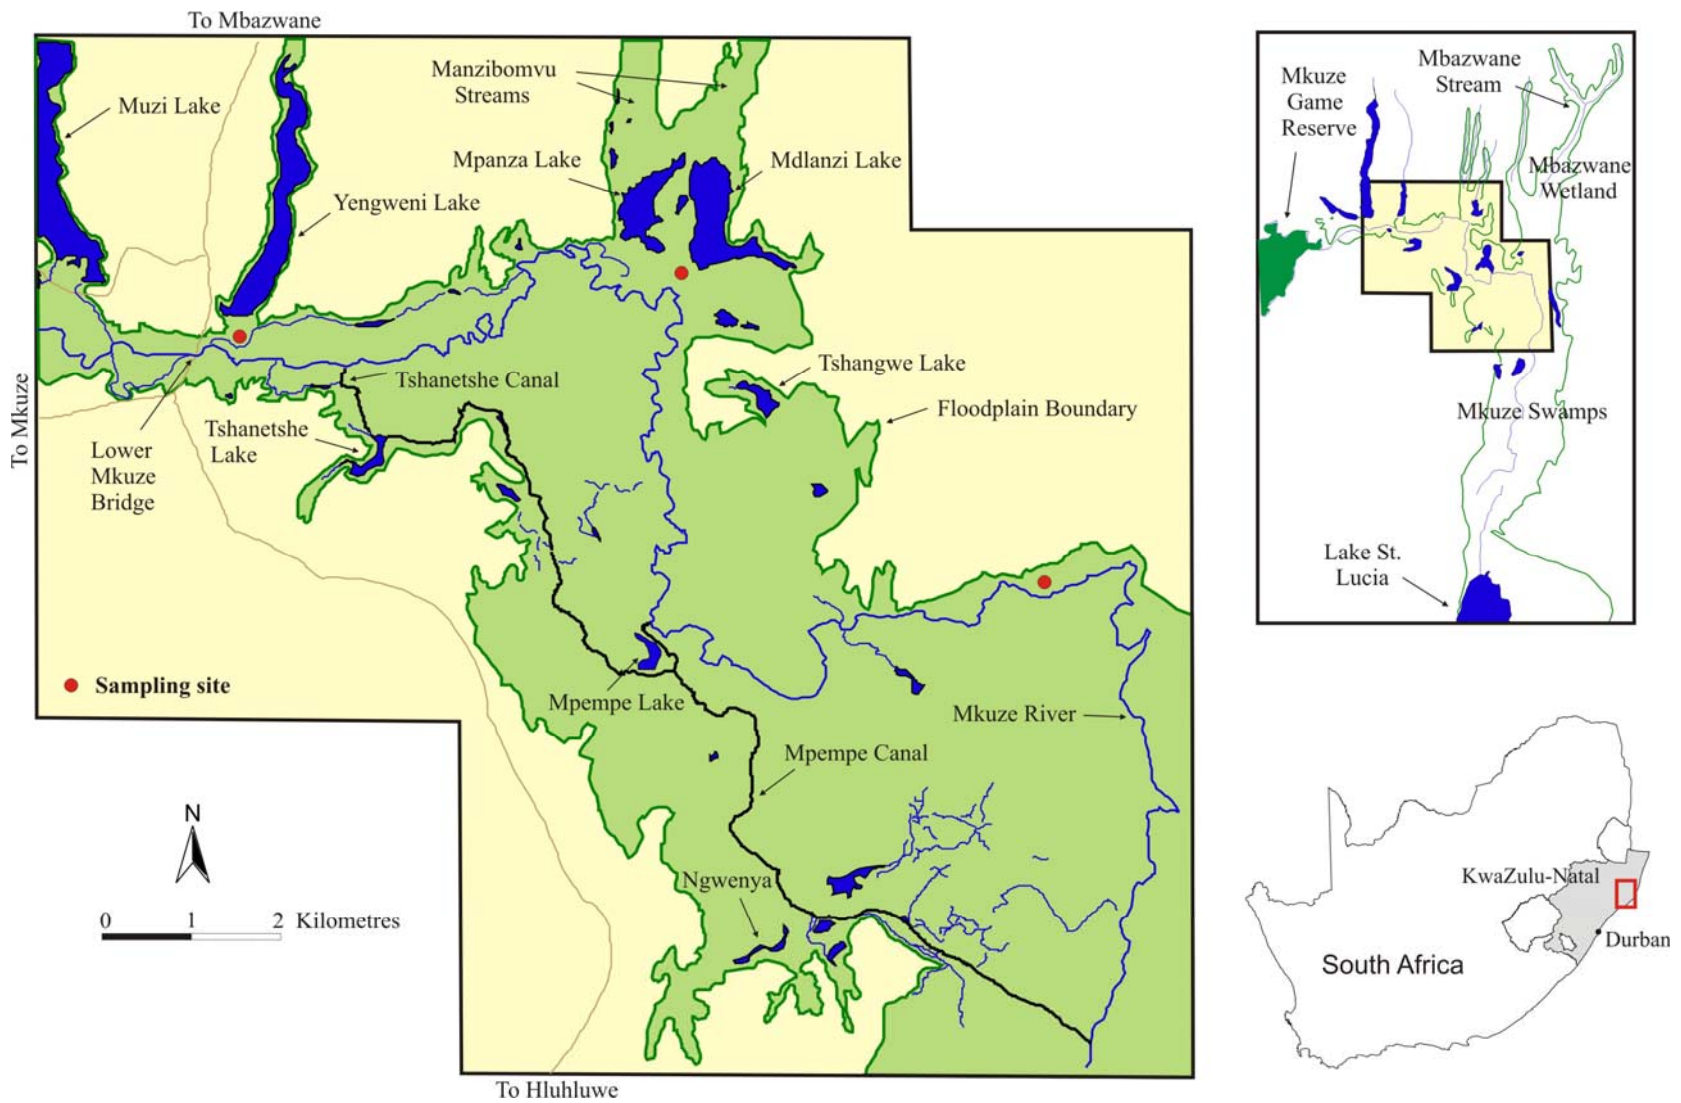 To Mbazwane
Manzibomvu
Streams
Muzi Lake
Mpanza Lake
Mdlanzi Lake
Yengweni Lake
Tshangwe Lake
Tshanetshe Canal
Floodplain Boundary
To Mkuze
Lower
Mkuze
Bridge
Tshanetshe
Lake
Sampling site
Mpempe Lake
Mkuze River
Mpempe Canal
N
Ngwenya
0 1 2 Kilometres
To Hluhluwe
Mbazwane
Stream
Mkuze
Game
Reserve
Mbazwane
Wetland
Mkuze Swamps
Lake St.
Lucia
KwaZulu-Natal
Durban
South Africa